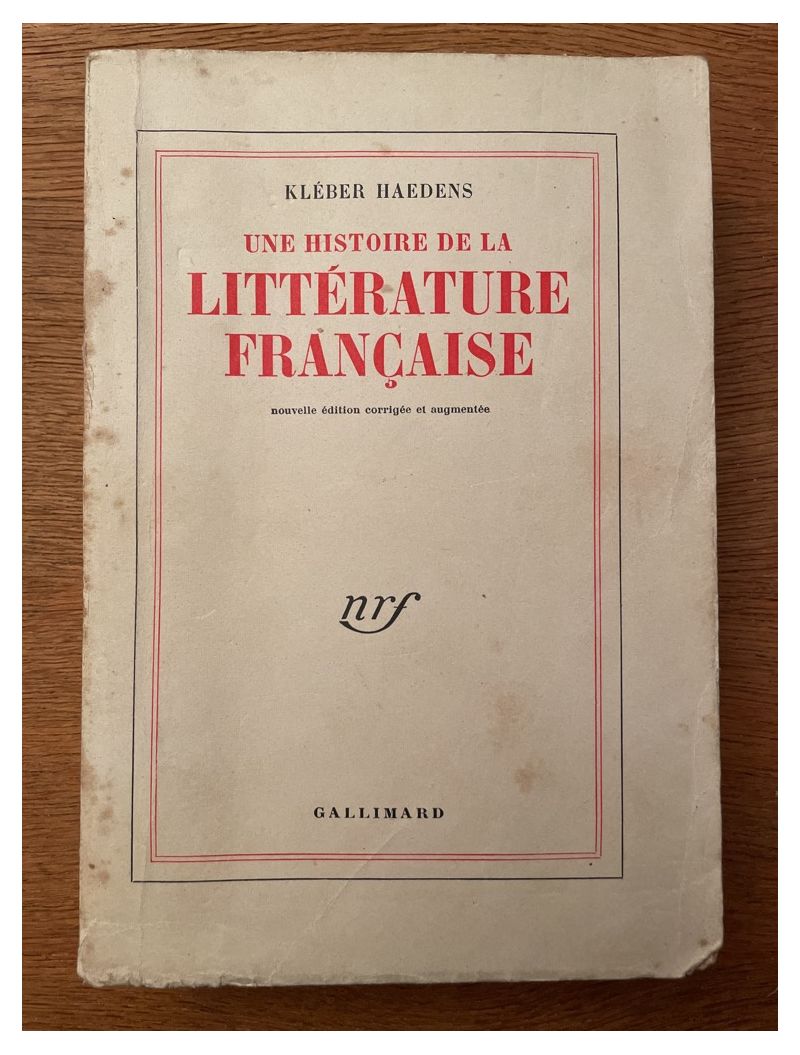 KLÉBER HAEDENS
UNE HISTOIRE DE LA
LITTÉRATURE
FRANÇAISE
nouvelle édition corrigée et augmentée
nrf
GALLIMARD